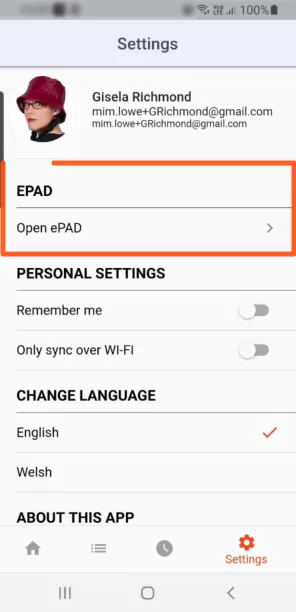 100%
Settings
Gisela Richmond
mim.lowe+GRichmond@gmail.com
mim.lowe+GRichmond@gmail.com
EPAD
Open ePAD
PERSONAL SETTINGS
Remember me
Only sync over WI-FI
CHANGE LANGUAGE
English
Welsh
ABOUT THIS APP
Settings